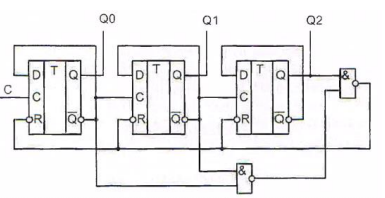 Q0 Q1 Q2
D T Q D T Q D T Q &
C C C C
R Q R Q R Q
&